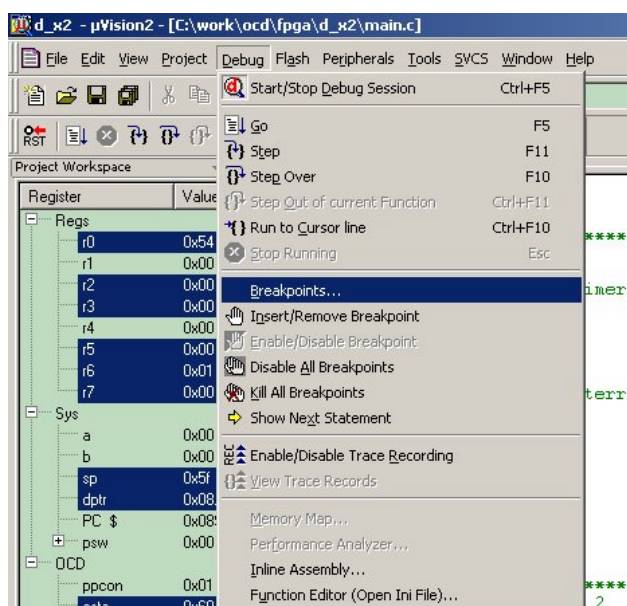 d_x2 - µVision2 - [C:\work\ocd\fpga\d_x2\main.c]
File Edit View Project Debug Flash Peripherals Tools SVCS Window Help
Start/Stop Debug Session Ctrl+F5
RST
Go F5
Step F11
Step Over F10
Step Out of current Function Ctrl+F11
Run to Cursor line Ctrl+F10
Stop Running Esc
Breakpoints...
Insert/Remove Breakpoint
Enable/Disable Breakpoint
Disable All Breakpoints
Kill All Breakpoints
Show Next Statement
REC Enable/Disable Trace Recording
View Trace Records
Memory Map...
Performance Analyzer...
Inline Assembly...
Function Editor (Open Ini File)...
Project Workspace
Register Value
Regs
r0 0x54
r1 0x00
r2 0x00
r3 0x00
r4 0x00
r5 0x00
r6 0x01
r7 0x00
Sys
a 0x00
b 0x00
sp 0x5f
dptr 0x08
PC $ 0x08
psw 0x00
OCD
ppcon 0x01
****
imer
terr
****
2